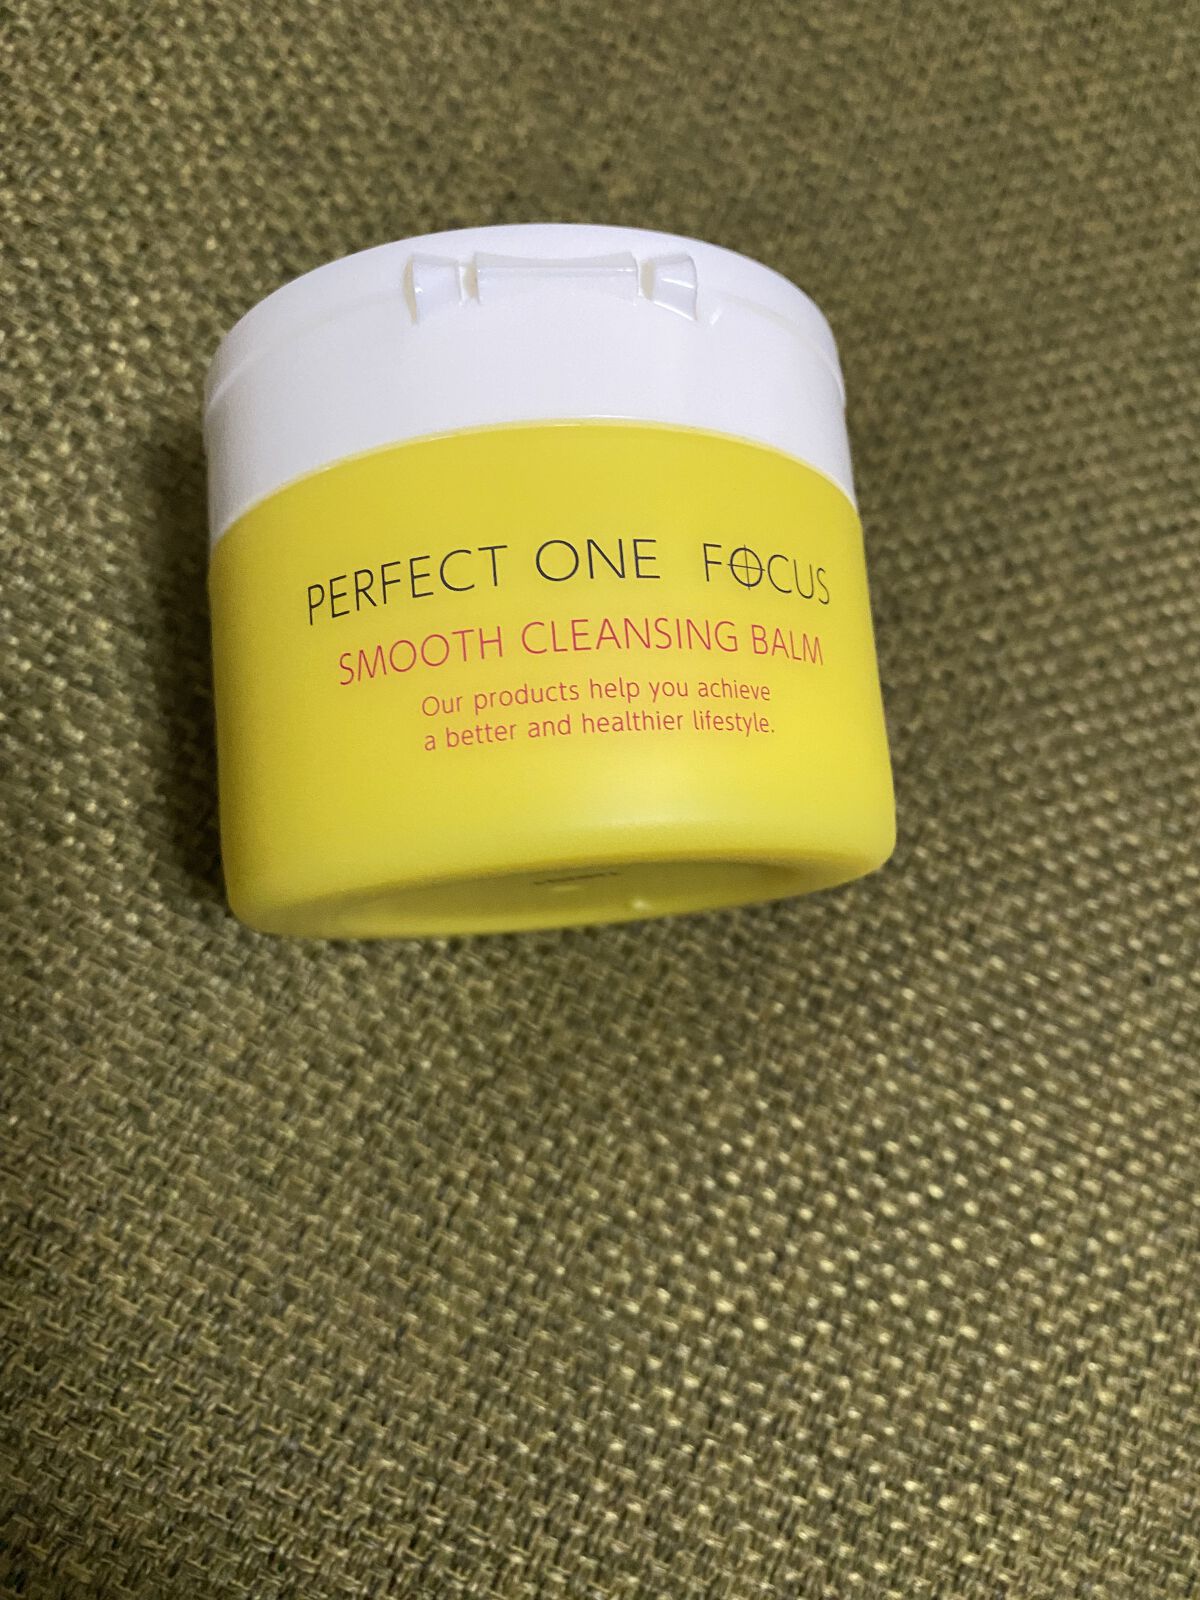 PERFECT ONE FOCUS
SMOOTH CLEANSING BALM
Our products help you achieve
a better and healthier lifestyle.